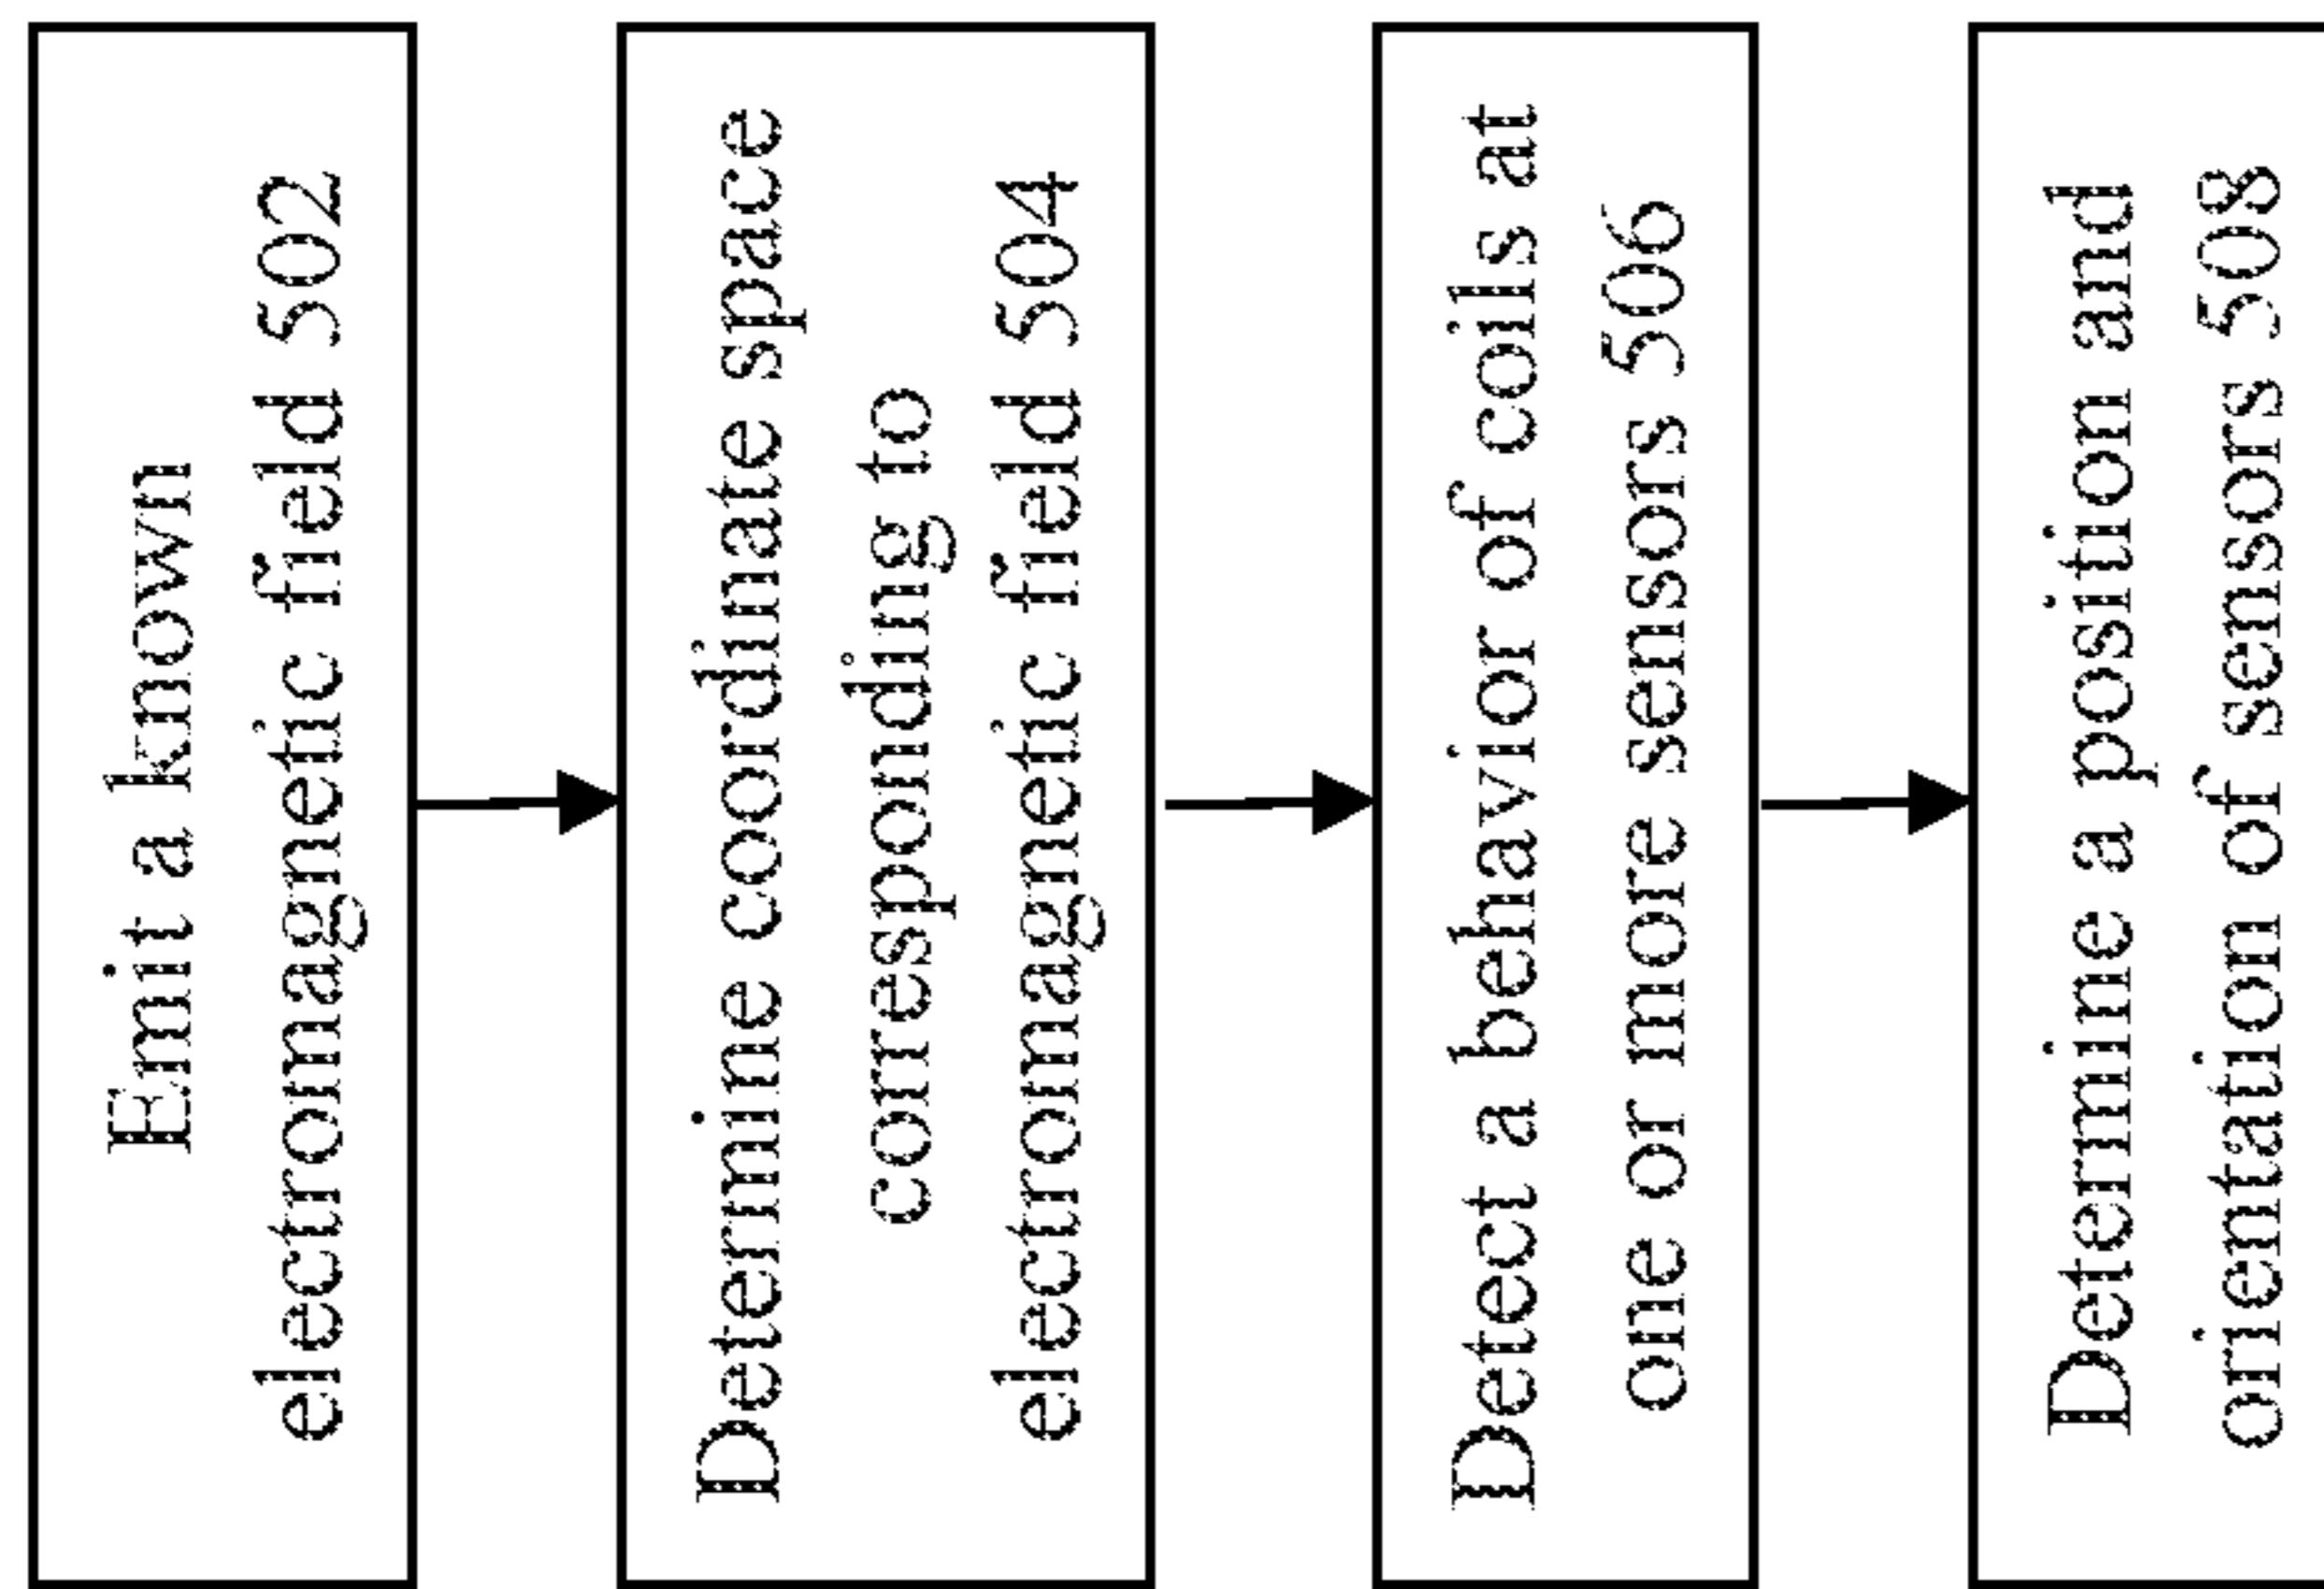 Emit a known
electromagnetic field 502
Determine coordinate space
corresponding to
electromagnetic field 504
Detect a behavior of coils at
one or more sensors 506
Determine a position and
orientation of sensors 508